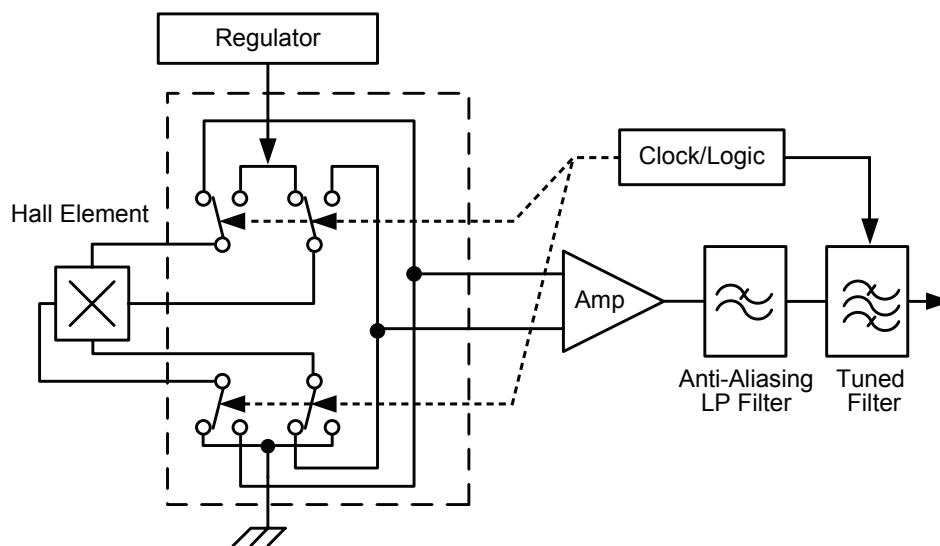 Regulator
Clock/Logic
Hall Element
Amp
Anti-Aliasing
LP Filter
Tuned
Filter